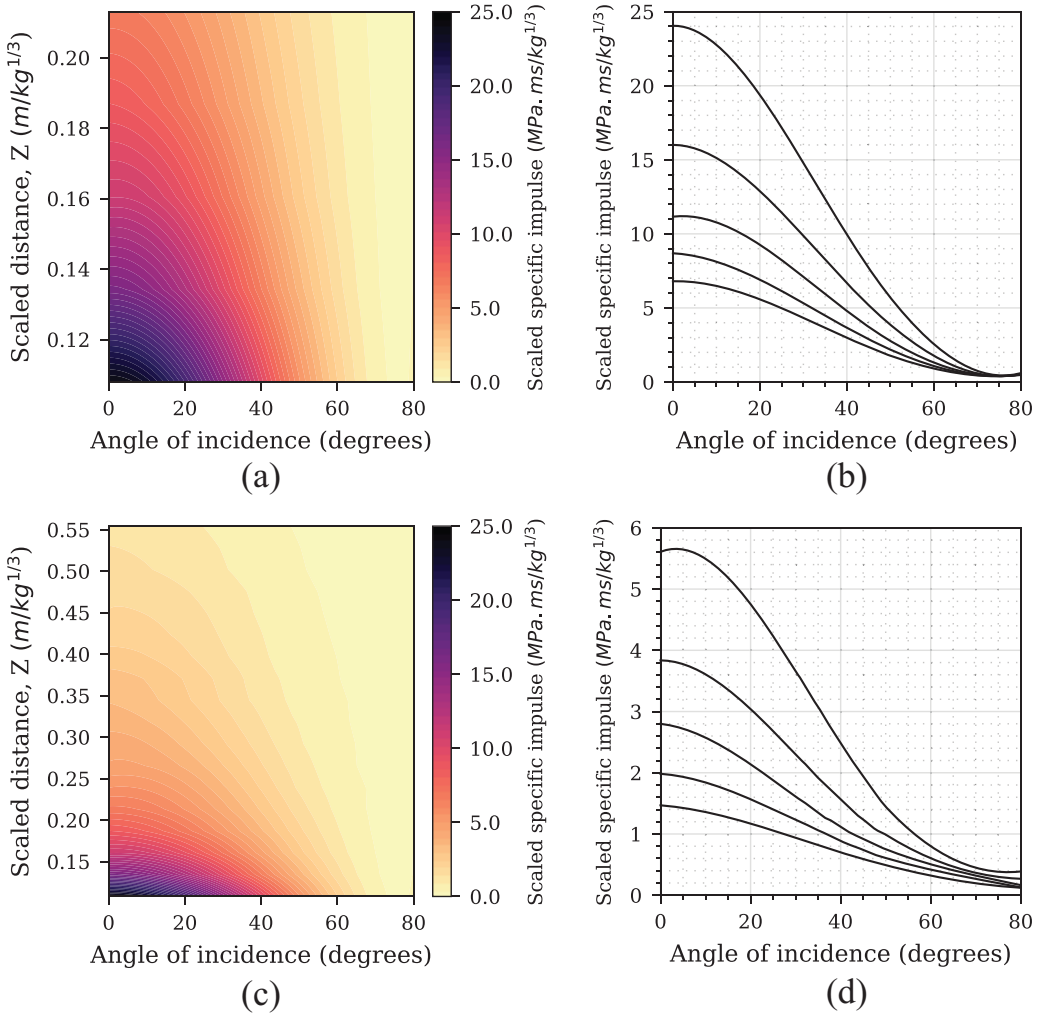 0.20
0.18
0.16
0.14
0.12
Scaled distance, Z (m/kg^{1/3})
0 20 40 60 80
Angle of incidence (degrees)
(a)
25.0
20.0
15.0
10.0
5.0
0.0
Scaled specific impulse (MPa.ms/kg^{1/3})
25
20
15
10
5
0
Scaled specific impulse (MPa.ms/kg^{1/3})
0 20 40 60 80
Angle of incidence (degrees)
(b)
0.55
0.50
0.45
0.40
0.35
0.30
0.25
0.20
0.15
Scaled distance, Z (m/kg^{1/3})
0 20 40 60 80
Angle of incidence (degrees)
(c)
25.0
20.0
15.0
10.0
5.0
0.0
Scaled specific impulse (MPa.ms/kg^{1/3})
6
5
4
3
2
1
0
Scaled specific impulse (MPa.ms/kg^{1/3})
0 20 40 60 80
Angle of incidence (degrees)
(d)